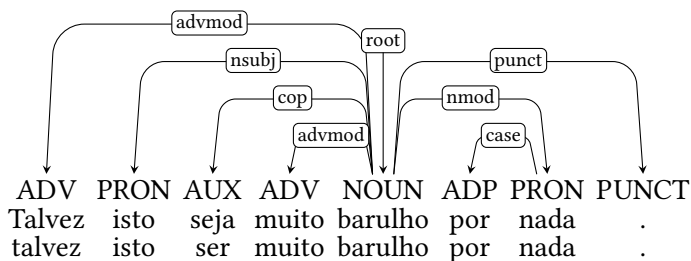 advmod
root
nsubj punct
cop nmod
advmod case
ADV PRON AUX ADV NOUN ADP PRON PUNCT
Talvez isto seja muito barulho por nada .
talvez isto ser muito barulho por nada .